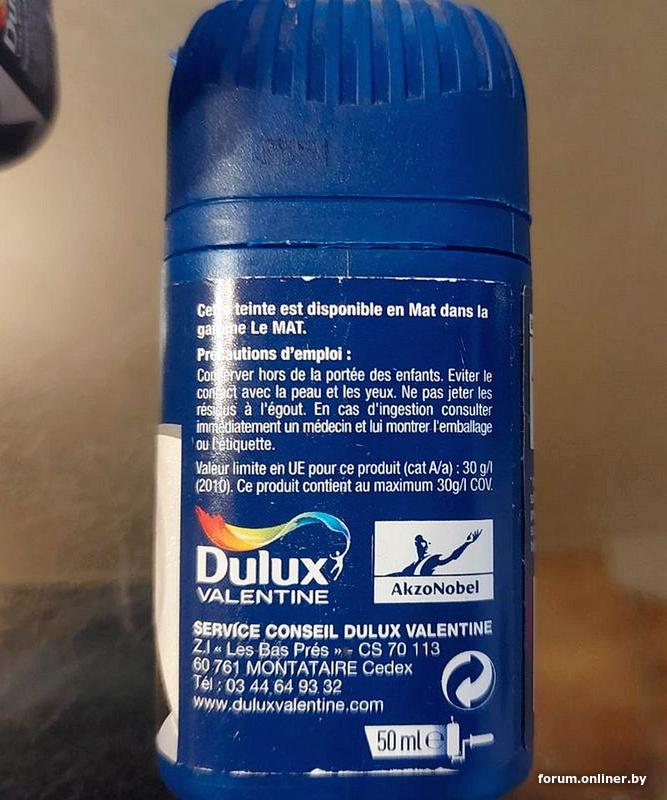 Cette teinte est disponible en Mat dans la
gamme Le MAT.
Précautions d'emploi :
Conserver hors de la portée des enfants. Eviter le
contact avec la peau et les yeux. Ne pas jeter les
résidus à l'égout. En cas d'ingestion consulter
immédiatement un médecin et lui montrer l'emballage
ou l'étiquette.
Valeur limite en UE pour ce produit (cat A/a) : 30 g/l
(2010). Ce produit contient au maximum 30g/l COV.
Dulux
VALENTINE
AkzoNobel
SERVICE CONSEIL DULUX VALENTINE
Z.I « Les Bas Prés » - CS 70 113
60 761 MONTATAIRE Cedex
Tél : 03 44 64 93 32
www.duluxvalentine.com
50 ml e
forum.onliner.by